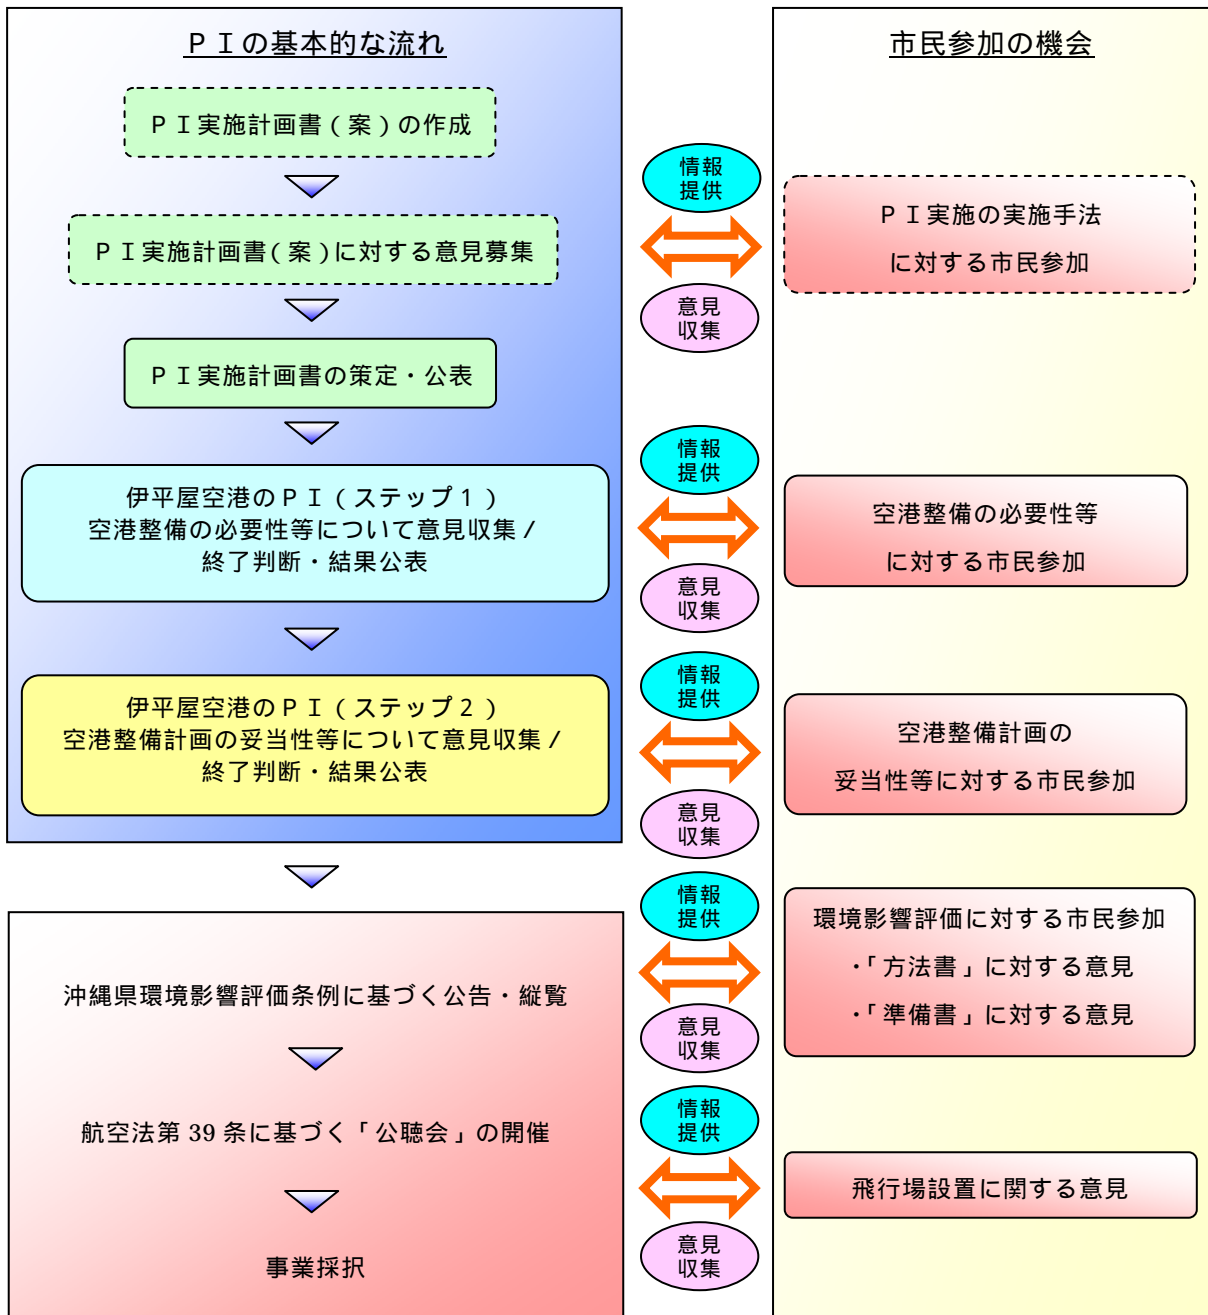 ＰＩの基本的な流れ
ＰＩ実施計画書（案）の作成
ＰＩ実施計画書（案）に対する意見募集
ＰＩ実施計画書の策定・公表
伊平屋空港のＰＩ（ステップ１）
空港整備の必要性等について意見収集／
終了判断・結果公表
伊平屋空港のＰＩ（ステップ２）
空港整備計画の妥当性等について意見収集／
終了判断・結果公表
沖縄県環境影響評価条例に基づく公告・縦覧
航空法第 39 条に基づく「公聴会」の開催
事業採択
情報
提供
意見
収集
情報
提供
意見
収集
情報
提供
意見
収集
情報
提供
意見
収集
情報
提供
意見
収集
市民参加の機会
ＰＩ実施の実施手法
に対する市民参加
空港整備の必要性等
に対する市民参加
空港整備計画の
妥当性等に対する市民参加
環境影響評価に対する市民参加
・「方法書」に対する意見
・「準備書」に対する意見
飛行場設置に関する意見